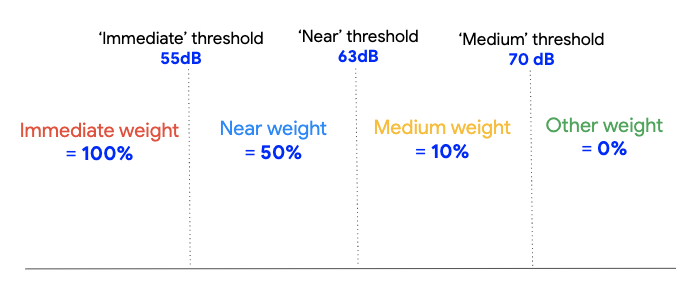 ‘Immediate’ threshold
55dB
‘Near’ threshold
63dB
‘Medium’ threshold
70 dB
Immediate weight
= 100%
Near weight
= 50%
Medium weight
= 10%
Other weight
= 0%